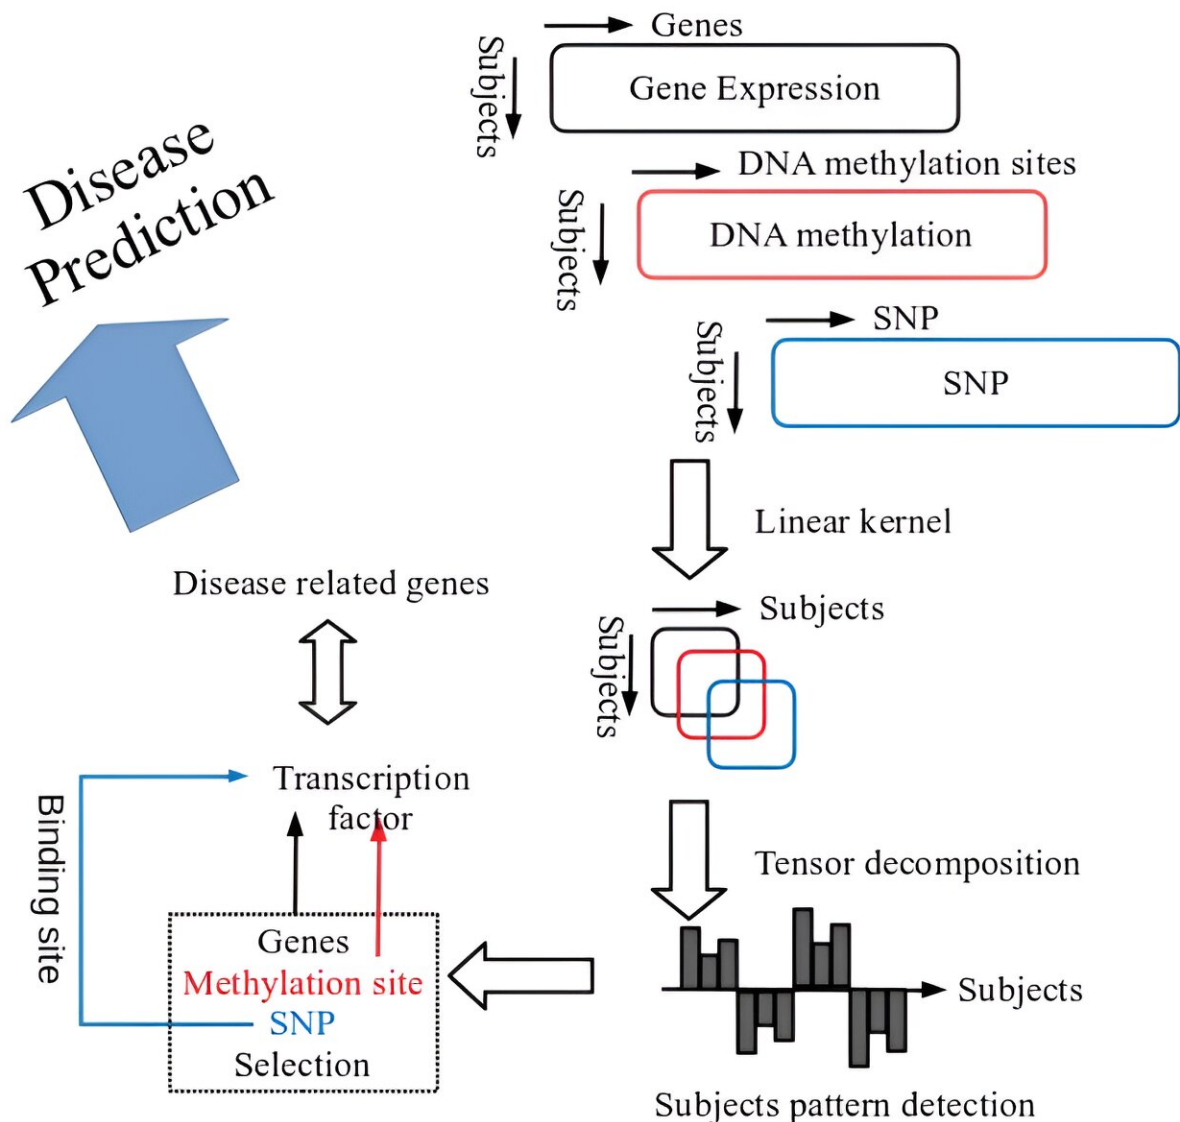 Genes
Subjects
Gene Expression
DNA methylation sites
Subjects
DNA methylation
SNP
Subjects
SNP
Disease
Prediction
Linear kernel
Subjects
Subjects
Disease related genes
Transcription
factor
Binding site
Tensor decomposition
Genes
Methylation site
SNP
Selection
Subjects
Subjects pattern detection